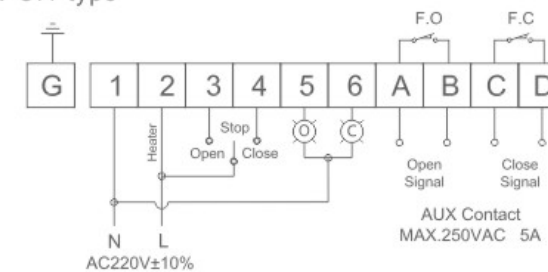 type
F.O F.C
G 1 2 3 4 5 6 A B C D
Heater
Stop
Open Close
O C
Open Signal
Close Signal
AUX Contact
MAX.250VAC 5A
N L
AC220V±10%